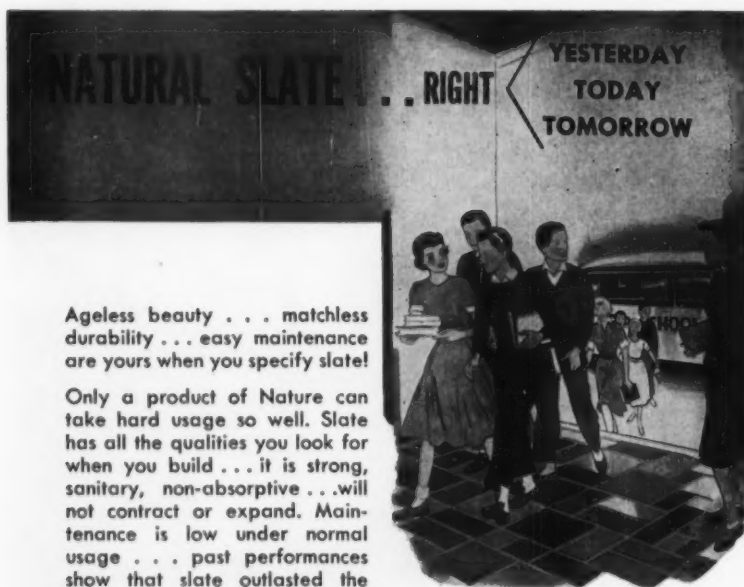 NATURAL SLATE... RIGHT
YESTERDAY
TODAY
TOMORROW
SCHOOL
Ageless beauty . . . matchless
durability . . . easy maintenance
are yours when you specify slate!
Only a product of Nature can
take hard usage so well. Slate
has all the qualities you look for
when you build . . . it is strong,
sanitary, non-absorptive . . . will
not contract or expand. Main-
tenance is low under normal
usage . . . past performances
show that slate outlasted the